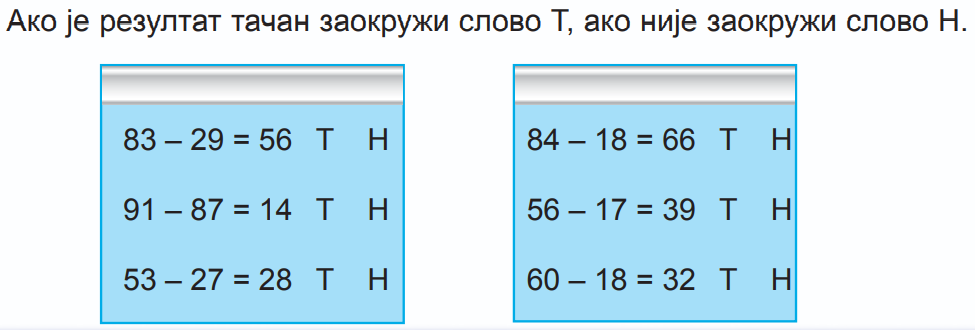 Ако је резултат тачан заокружи слово Т, ако није заокружи слово Н.
83 – 29 = 56 Т Н
91 – 87 = 14 Т Н
53 – 27 = 28 Т Н
84 – 18 = 66 Т Н
56 – 17 = 39 Т Н
60 – 18 = 32 Т Н